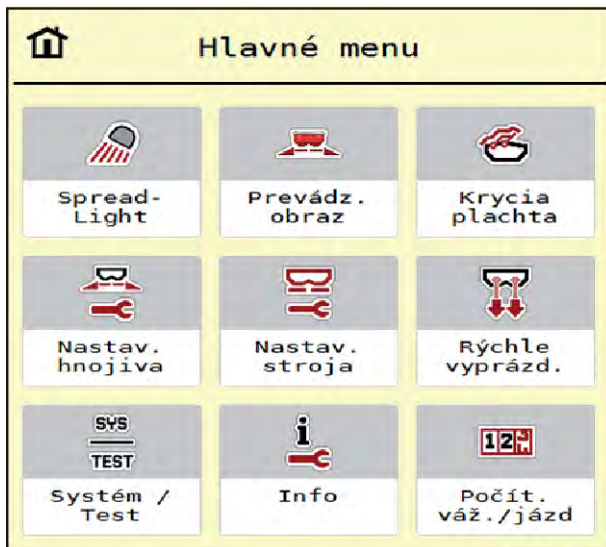 Hlavné menu
Spread-
Light
Prevádz.
obraz
Krycia
plachta
Nastav.
hnojiva
Nastav.
stroja
Rýchle
vyprázd.
SYS
TEST
Systém /
Test
i
Info
12
Počít.
váž./jázd